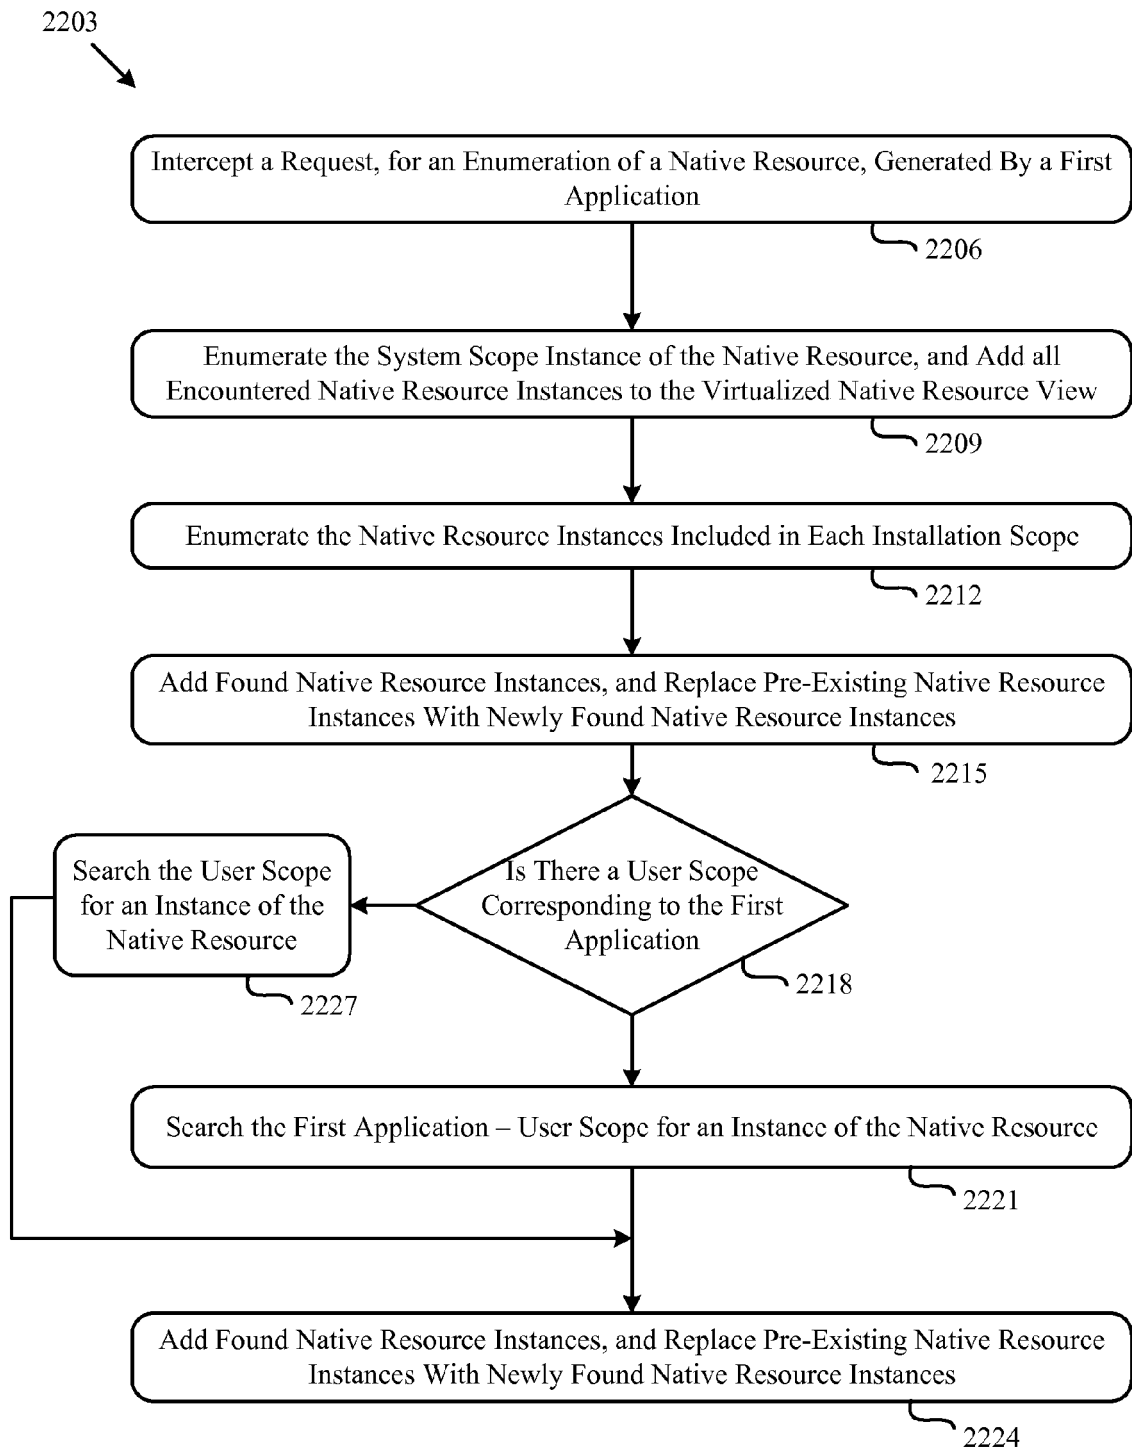 2203
Intercept a Request, for an Enumeration of a Native Resource, Generated By a First
Application
2206
Enumerate the System Scope Instance of the Native Resource, and Add all
Encountered Native Resource Instances to the Virtualized Native Resource View
2209
Enumerate the Native Resource Instances Included in Each Installation Scope
2212
Add Found Native Resource Instances, and Replace Pre-Existing Native Resource
Instances With Newly Found Native Resource Instances
2215
Is There a User Scope
Corresponding to the First
Application
2218
Search the User Scope
for an Instance of the
Native Resource
2227
Search the First Application – User Scope for an Instance of the Native Resource
2221
Add Found Native Resource Instances, and Replace Pre-Existing Native Resource
Instances With Newly Found Native Resource Instances
2224